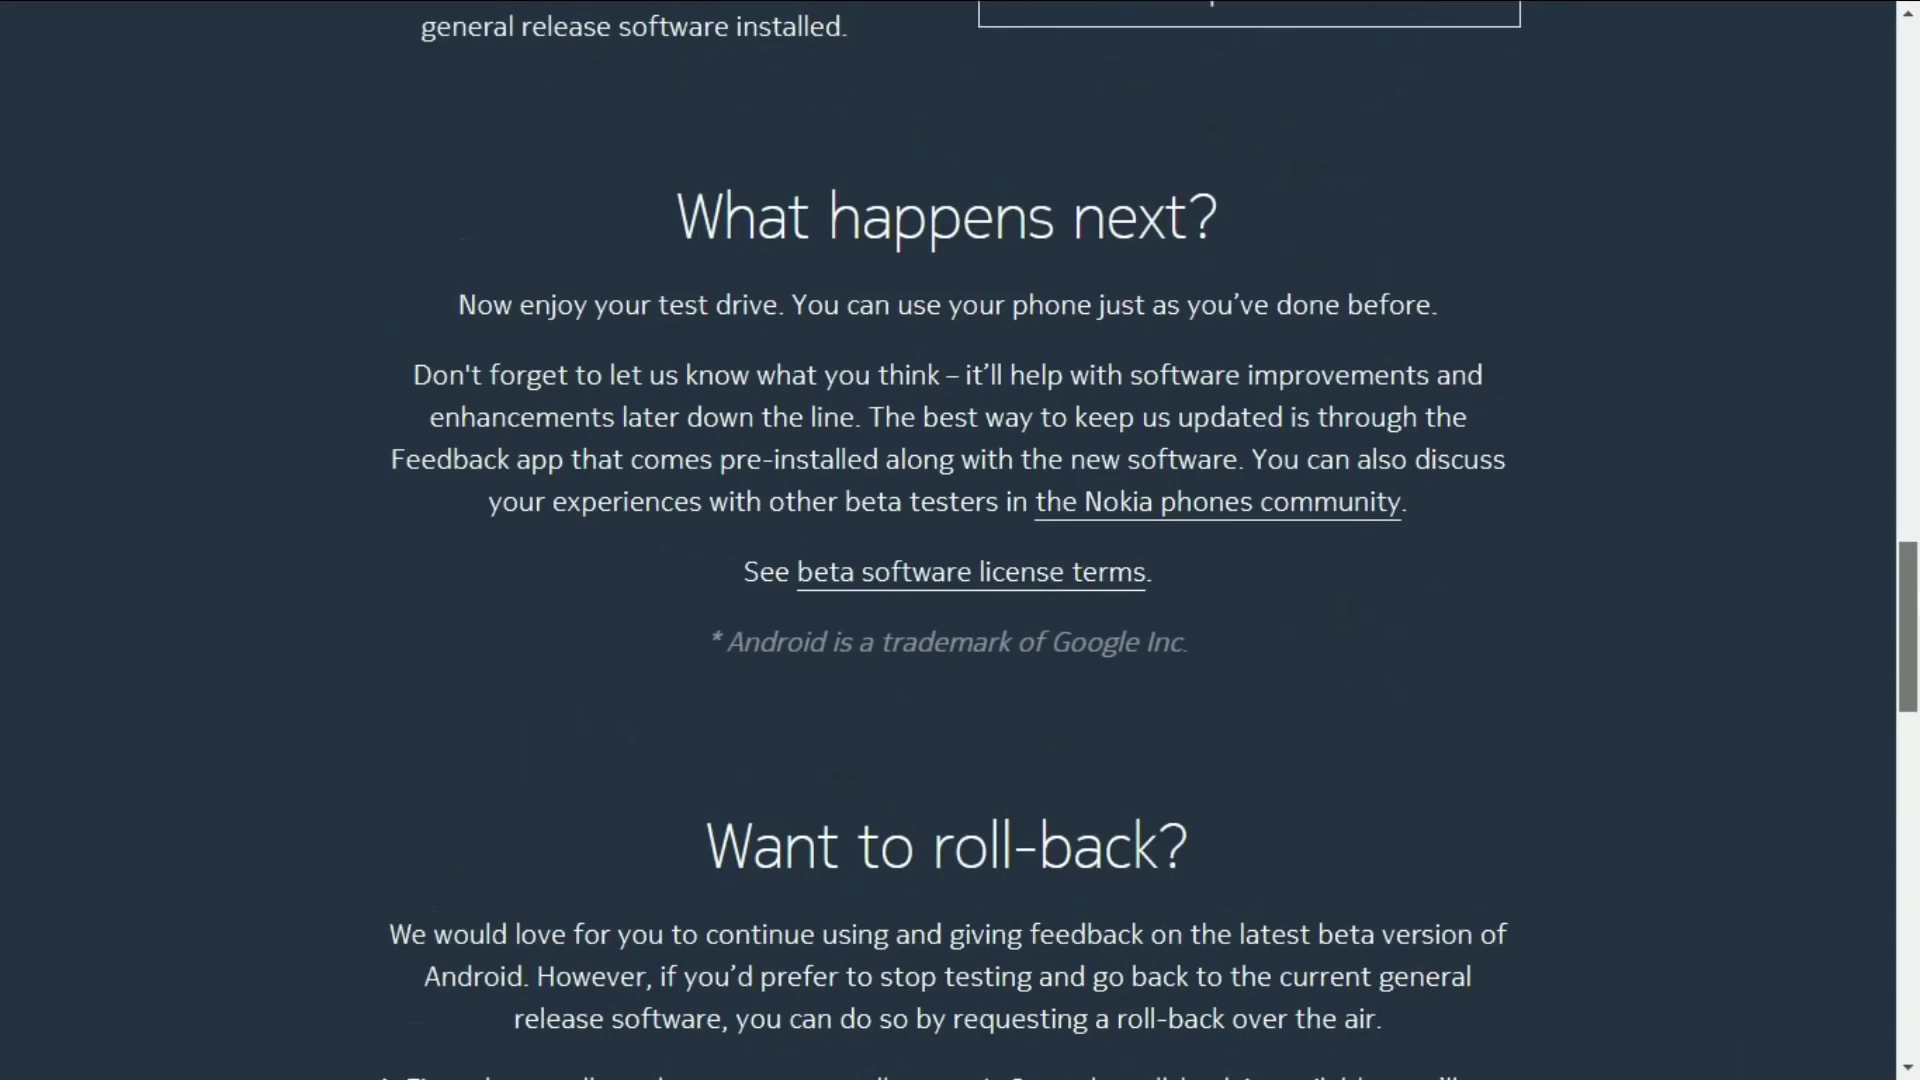 general release software installed.
What happens next?
Now enjoy your test drive. You can use your phone just as you’ve done before.
Don't forget to let us know what you think – it’ll help with software improvements and
enhancements later down the line. The best way to keep us updated is through the
Feedback app that comes pre-installed along with the new software. You can also discuss
your experiences with other beta testers in the Nokia phones community.
See beta software license terms.
* Android is a trademark of Google Inc.
Want to roll-back?
We would love for you to continue using and giving feedback on the latest beta version of
Android. However, if you’d prefer to stop testing and go back to the current general
release software, you can do so by requesting a roll-back over the air.